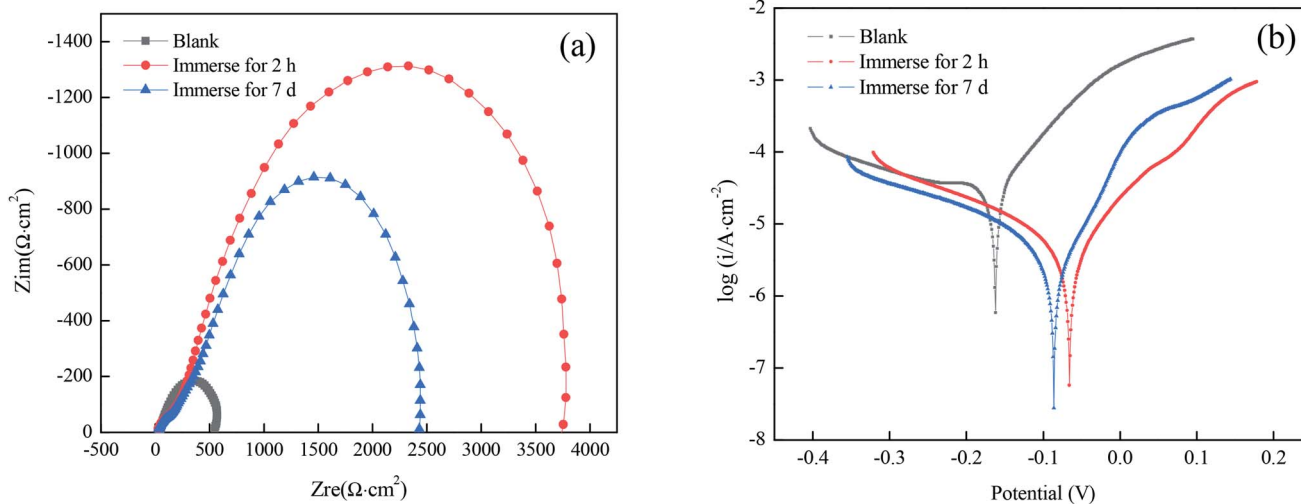 (a)
Blank
Immerse for 2 h
Immerse for 7 d
-1400
-1200
-1000
-800
-600
-400
-200
0
Zim(Ω·cm²)
-500 0 500 1000 1500 2000 2500 3000 3500 4000
Zre(Ω·cm²)
(b)
Blank
Immerse for 2 h
Immerse for 7 d
-2
-3
-4
-5
-6
-7
-8
log (i/A·cm⁻²)
-0.4 -0.3 -0.2 -0.1 0.0 0.1 0.2
Potential (V)